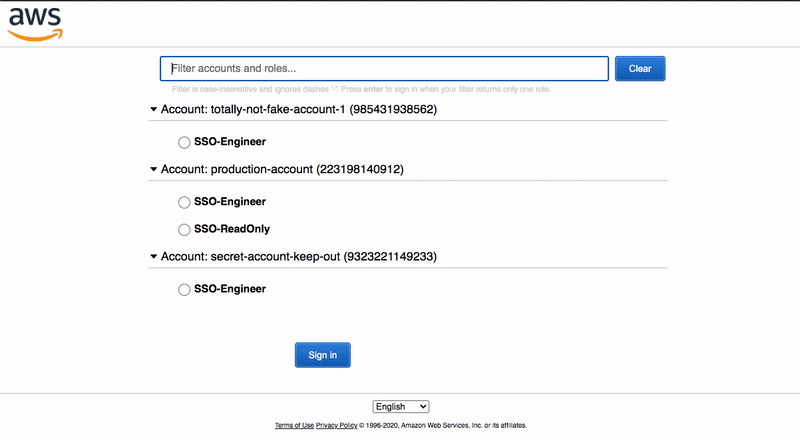 aws
Filter accounts and roles...
Clear
Filter is case-insensitive and ignores dashes '-'. Press enter to sign in when your filter returns only one role.
Account: totally-not-fake-account-1 (985431938562)
SSO-Engineer
Account: production-account (223198140912)
SSO-Engineer
SSO-ReadOnly
Account: secret-account-keep-out (9323221149233)
SSO-Engineer
Sign in
English
Terms of Use Privacy Policy © 1996-2020, Amazon Web Services, Inc. or its affiliates.